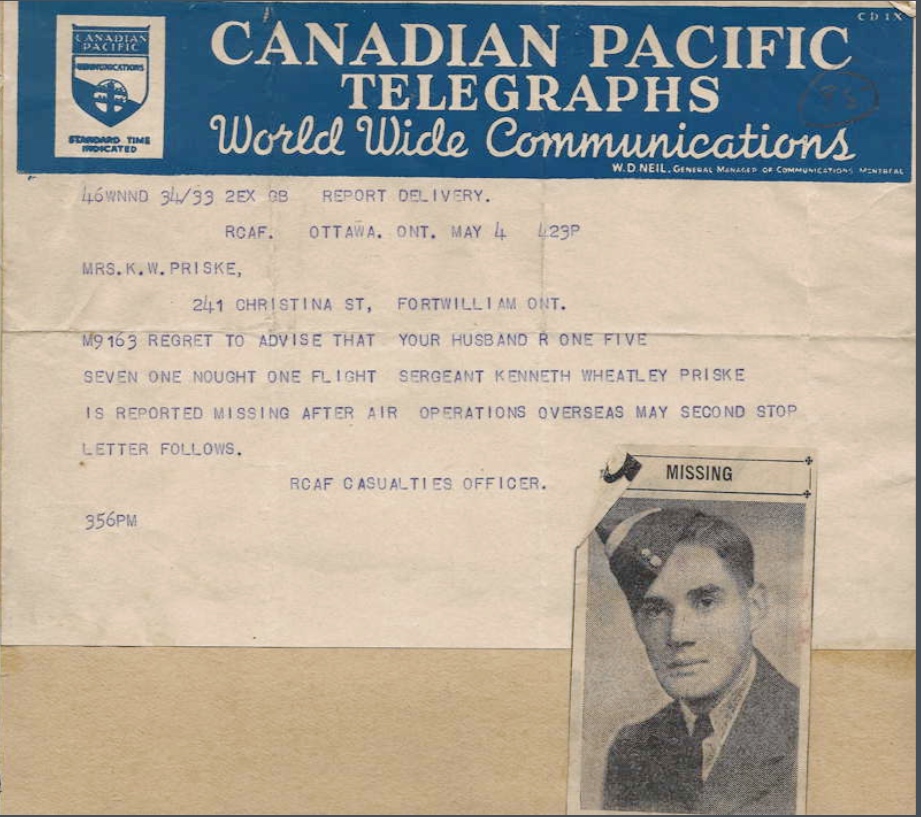 CD 1X
CANADIAN PACIFIC
TELEGRAPHS
World Wide Communications
W.D. NEIL, GENERAL MANAGER OF COMMUNICATIONS MONTREAL
CANADIAN
PACIFIC
COMMUNICATIONS
STANDARD TIME
INDICATED
46WNND 34/33 2EX GB REPORT DELIVERY.
RCAF. OTTAWA. ONT. MAY 4 423P
MRS.K.W.PRISKE,
241 CHRISTINA ST, FORTWILLIAM ONT.
M9163 REGRET TO ADVISE THAT YOUR HUSBAND R ONE FIVE
SEVEN ONE NOUGHT ONE FLIGHT SERGEANT KENNETH WHEATLEY PRISKE
IS REPORTED MISSING AFTER AIR OPERATIONS OVERSEAS MAY SECOND STOP
LETTER FOLLOWS.
RCAF CASUALTIES OFFICER.
356PM
MISSING